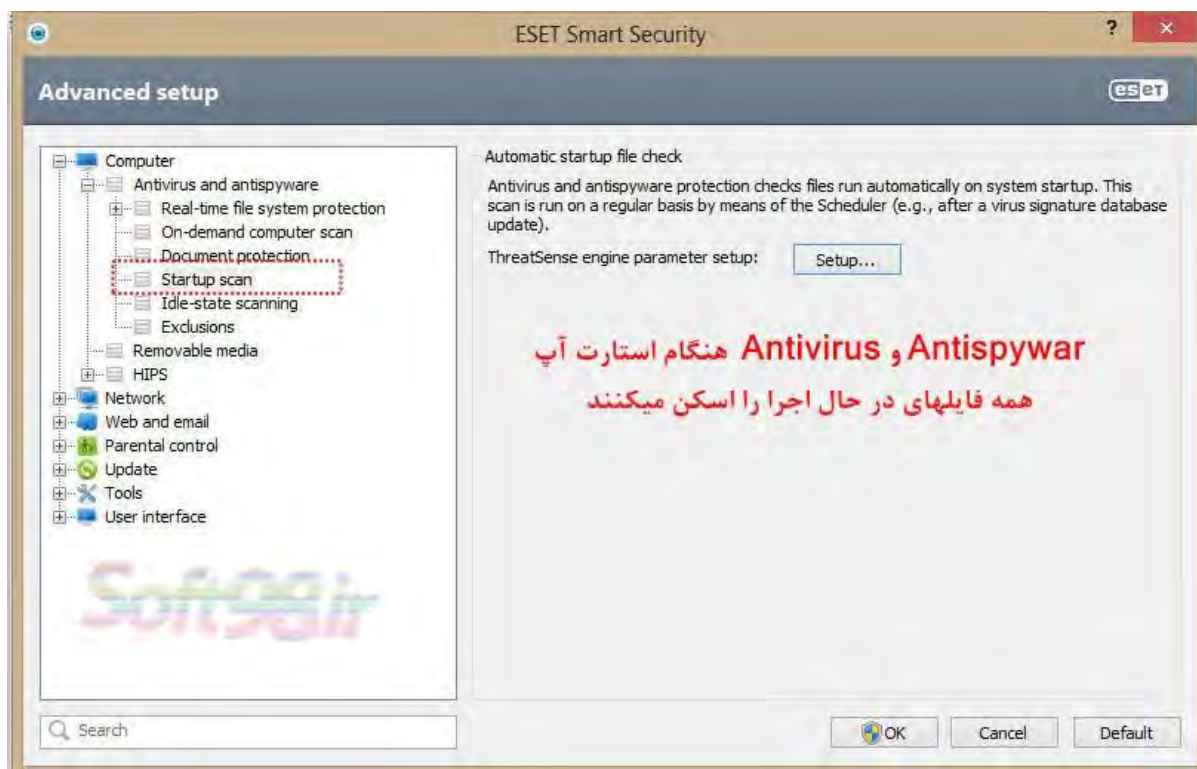 ESET Smart Security
?
Advanced setup
eset
Computer
Antivirus and antispyware
Real-time file system protection
On-demand computer scan
Document protection
Startup scan
Idle-state scanning
Exclusions
Removable media
HIPS
Network
Web and email
Parental control
Update
Tools
User interface
Soft98.ir
Search
Automatic startup file check
Antivirus and antispyware protection checks files run automatically on system startup. This
scan is run on a regular basis by means of the Scheduler (e.g., after a virus signature database
update).
ThreatSense engine parameter setup:
Setup...
Antispywar و Antivirus هنگام استارت آپ
همه فایلهای در حال اجرا را اسکن میکنند
OK
Cancel
Default